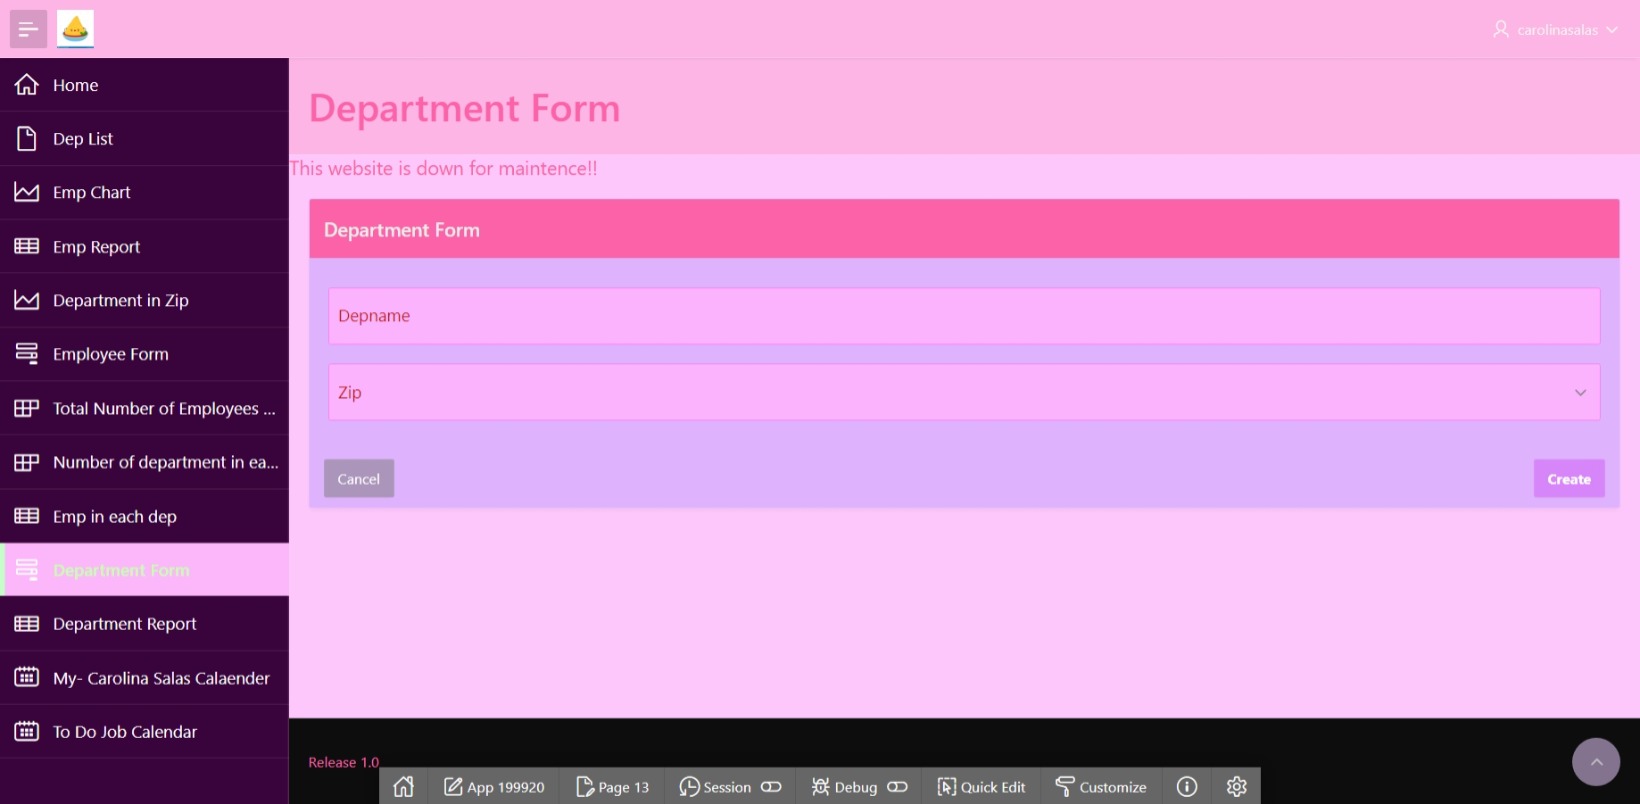 carolinasalas
Home
Dep List
Emp Chart
Emp Report
Department in Zip
Employee Form
Total Number of Employees ...
Number of department in ea...
Emp in each dep
Department Form
Department Report
My- Carolina Salas Calaender
To Do Job Calendar
Department Form
This website is down for maintence!!
Department Form
Depname
Zip
Cancel
Create
Release 1.0
App 199920
Page 13
Session
Debug
Quick Edit
Customize